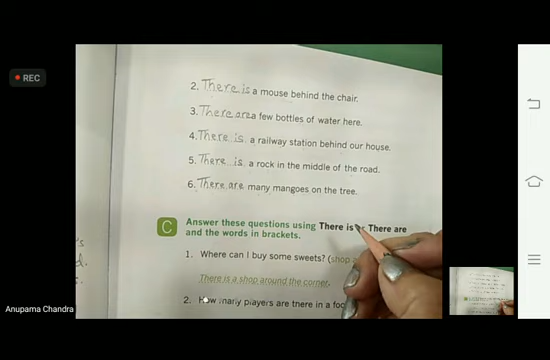 REC
2. There is a mouse behind the chair.
3. There are a few bottles of water here.
4. There is a railway station behind our house.
5. There is a rock in the middle of the road.
6. There are many mangoes on the tree.
C Answer these questions using There is or There are
and the words in brackets.
1. Where can I buy some sweets? (shop
There is a shop around the corner.
2. How many players are there in a
Anupama Chandra